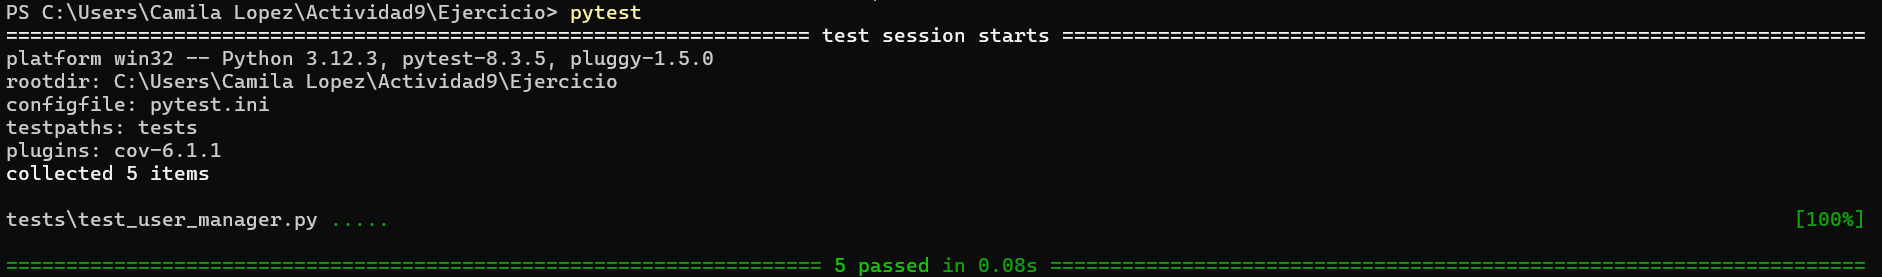 PS C:\Users\Camila Lopez\Actividad9\Ejercicio> pytest
=================================================================== test session starts ===================================================================
platform win32 -- Python 3.12.3, pytest-8.3.5, pluggy-1.5.0
rootdir: C:\Users\Camila Lopez\Actividad9\Ejercicio
configfile: pytest.ini
testpaths: tests
plugins: cov-6.1.1
collected 5 items
tests\test_user_manager.py ..... [100%]
==================================================================== 5 passed in 0.08s ====================================================================